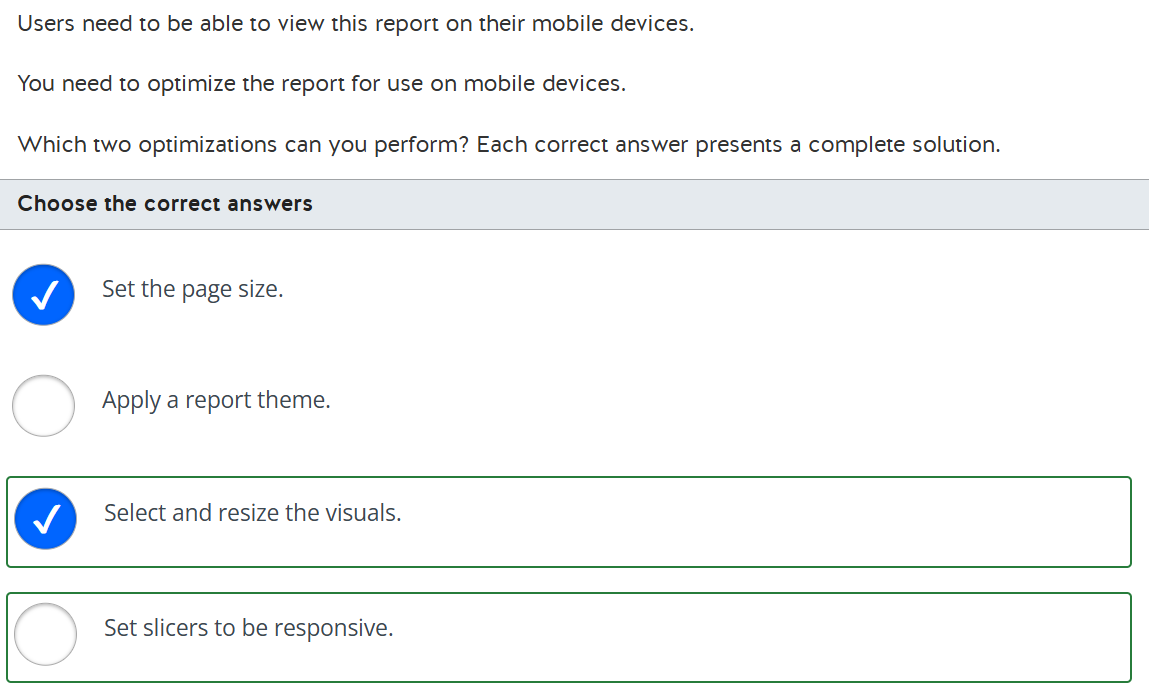 Users need to be able to view this report on their mobile devices.
You need to optimize the report for use on mobile devices.
Which two optimizations can you perform? Each correct answer presents a complete solution.
Choose the correct answers
Set the page size.
Apply a report theme.
Select and resize the visuals.
Set slicers to be responsive.